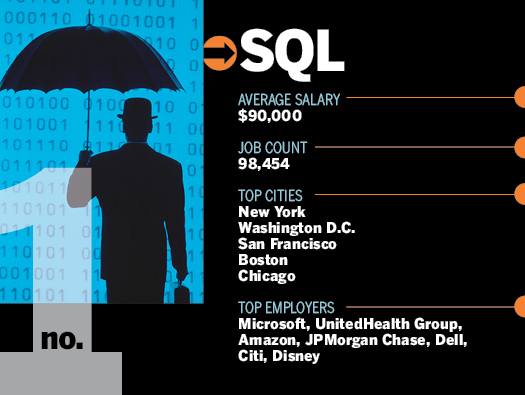 SQL
AVERAGE SALARY
$90,000
JOB COUNT
98,454
TOP CITIES
New York
Washington D.C.
San Francisco
Boston
Chicago
TOP EMPLOYERS
Microsoft, UnitedHealth Group,
Amazon, JPMorgan Chase, Dell,
Citi, Disney
no.
1